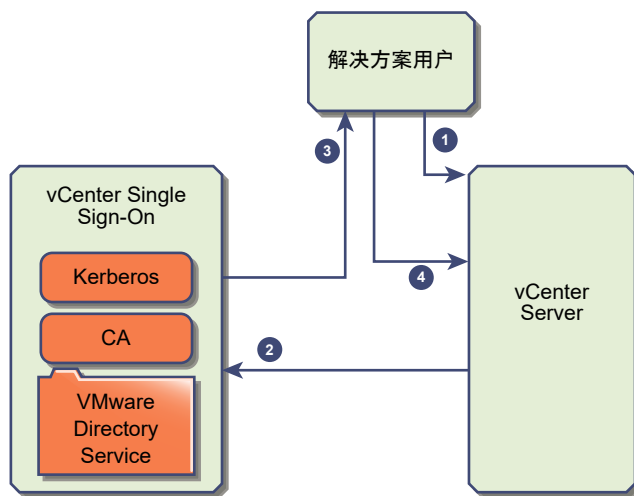 解决方案用户
1
3
vCenter Single
Sign-On
Kerberos
4
vCenter
Server
CA
2
VMware
Directory
Service